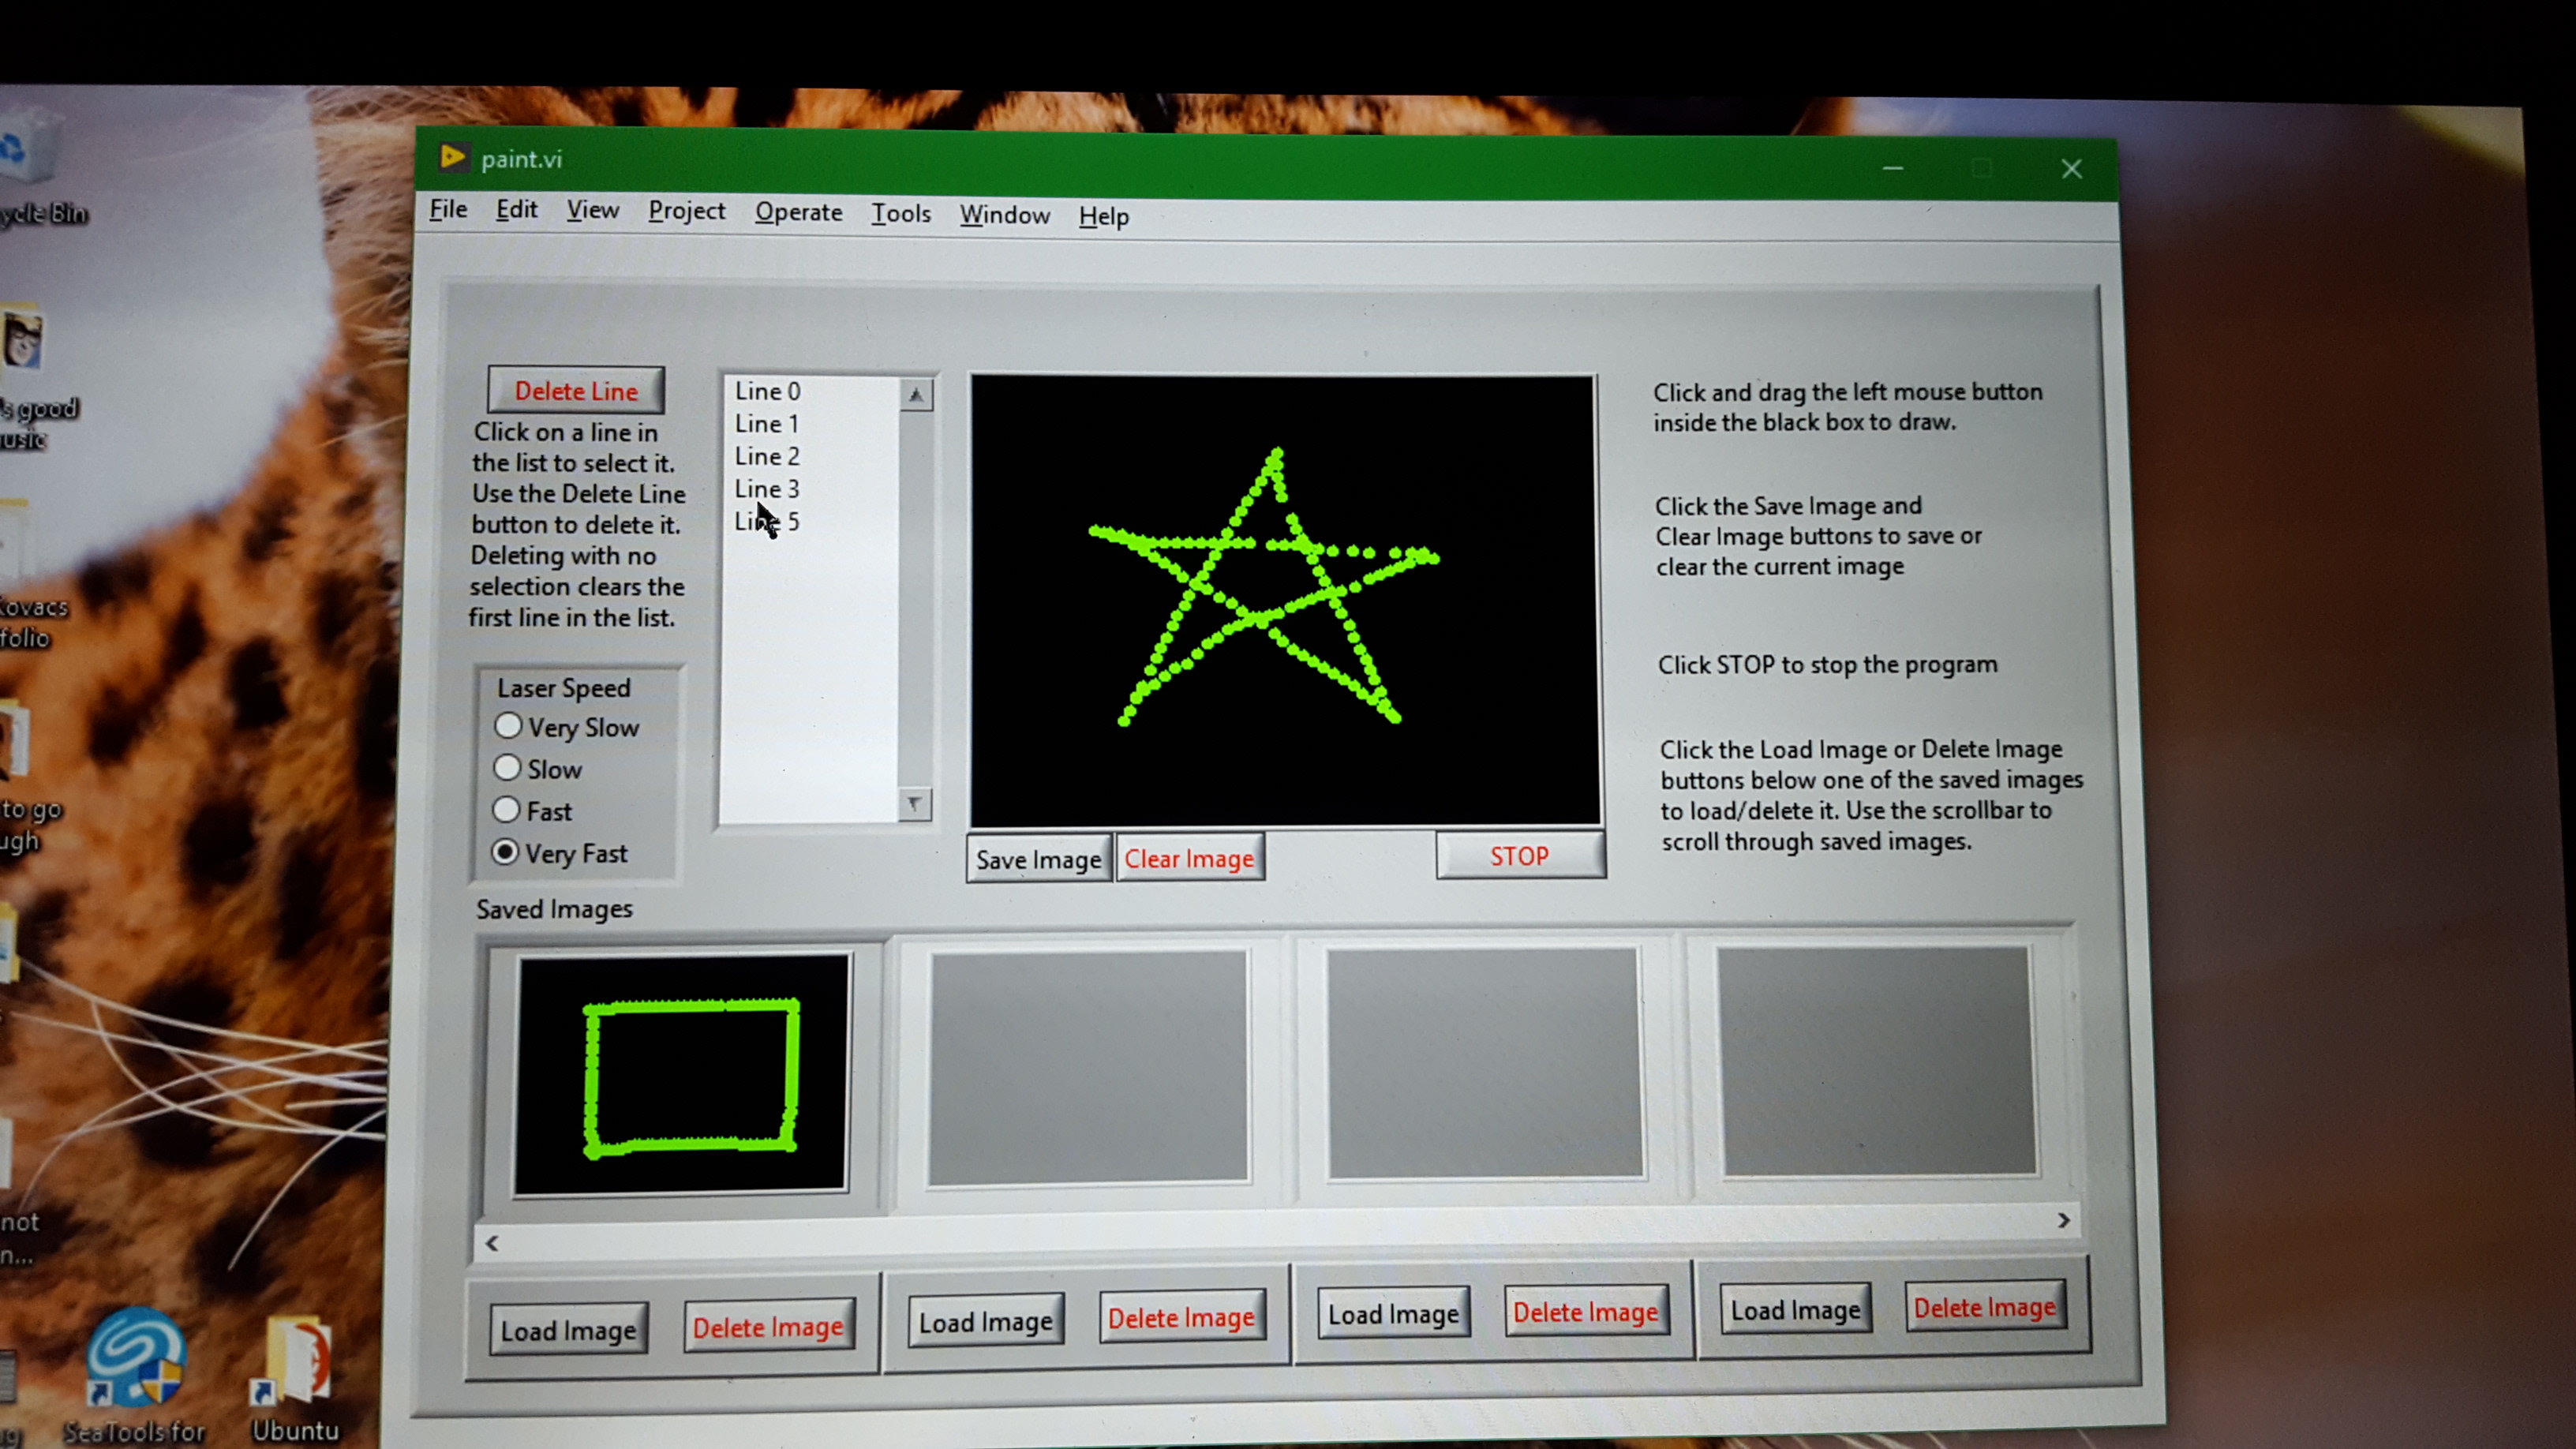 paint.vi
File Edit View Project Operate Tools Window Help
ycle Bin
s good
usic
Kovacs
folio
to go
ugh
not
n...
SeaTools for
Ubuntu
Delete Line
Click on a line in
the list to select it.
Use the Delete Line
button to delete it.
Deleting with no
selection clears the
first line in the list.
Line 0
Line 1
Line 2
Line 3
Line 5
Laser Speed
Very Slow
Slow
Fast
Very Fast
Save Image
Clear Image
STOP
Click and drag the left mouse button
inside the black box to draw.
Click the Save Image and
Clear Image buttons to save or
clear the current image
Click STOP to stop the program
Click the Load Image or Delete Image
buttons below one of the saved images
to load/delete it. Use the scrollbar to
scroll through saved images.
Saved Images
Load Image Delete Image Load Image Delete Image Load Image Delete Image Load Image Delete Image